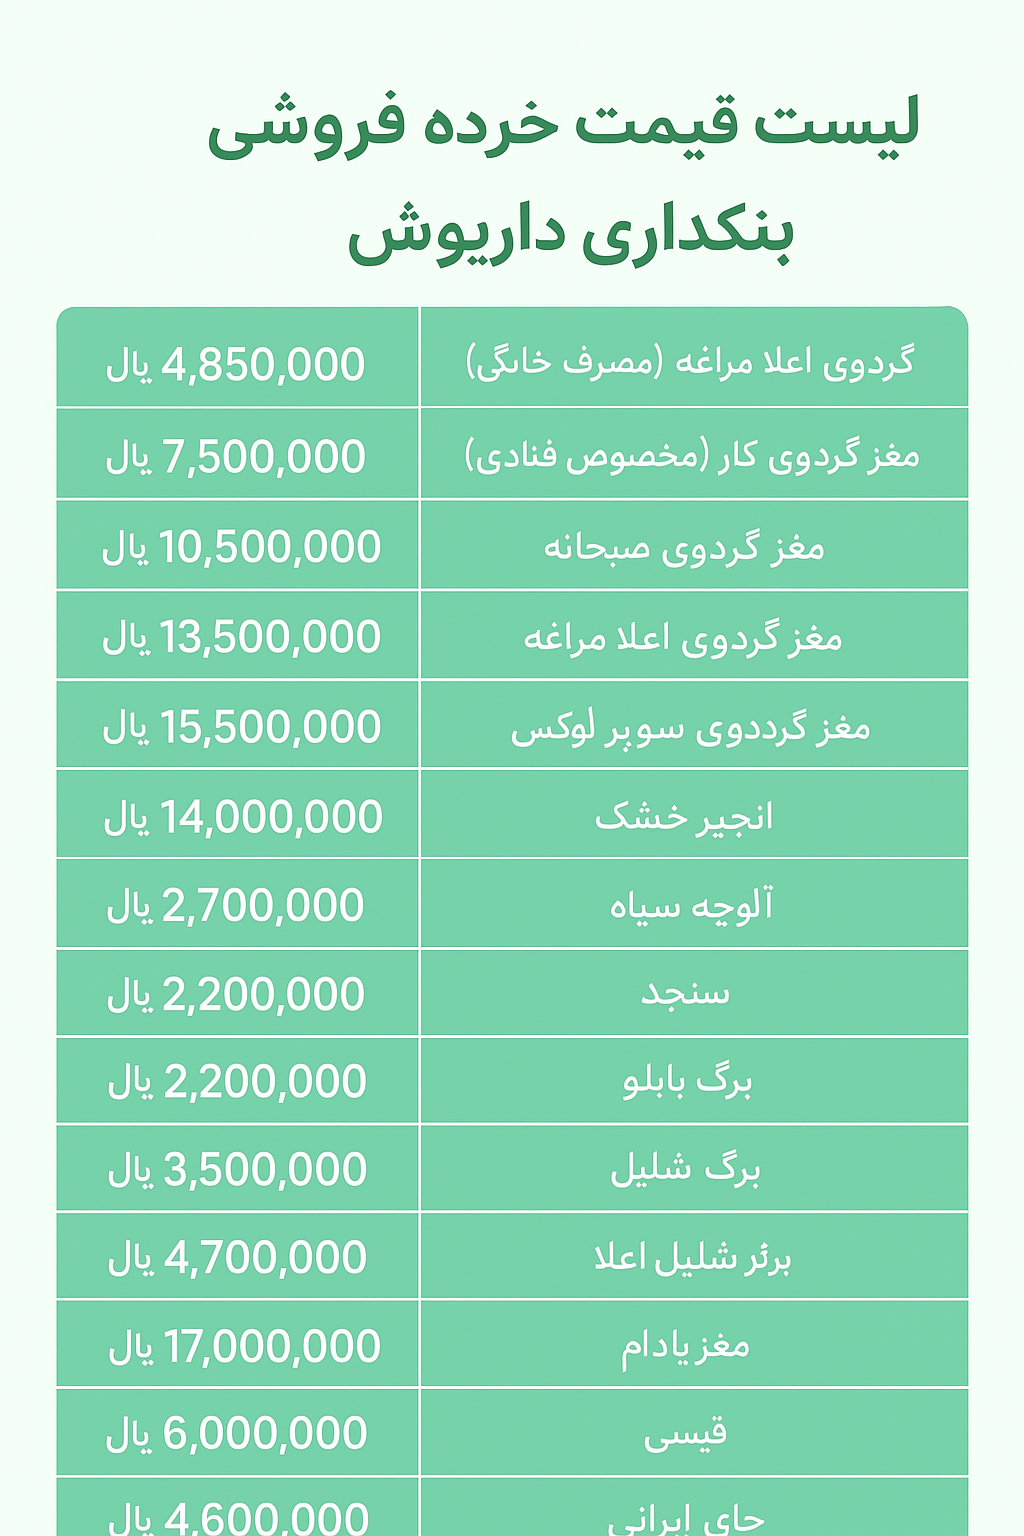 لیست قیمت خرده فروشی
بنکداری داریوش
گردوی اعلا مراغه (مصرف خانگی) 4,850,000 یال
مغز گردوی کار (مخصوص فنادی) 7,500,000 یال
مغز گردوی صبحانه 10,500,000 یال
مغز گردوی اعلا مراغه 13,500,000 یال
مغز گرددوی سوپر لوکس 15,500,000 یال
انجیر خشک 14,000,000 یال
آلوچه سیاه 2,700,000 یال
سنجد 2,200,000 یال
برگ بابلو 2,200,000 یال
برگ شلیل 3,500,000 یال
برئر شلیل اعلا 4,700,000 یال
مغز یادام 17,000,000 یال
قیسی 6,000,000 یال
ایرانی 4,600,000 یال